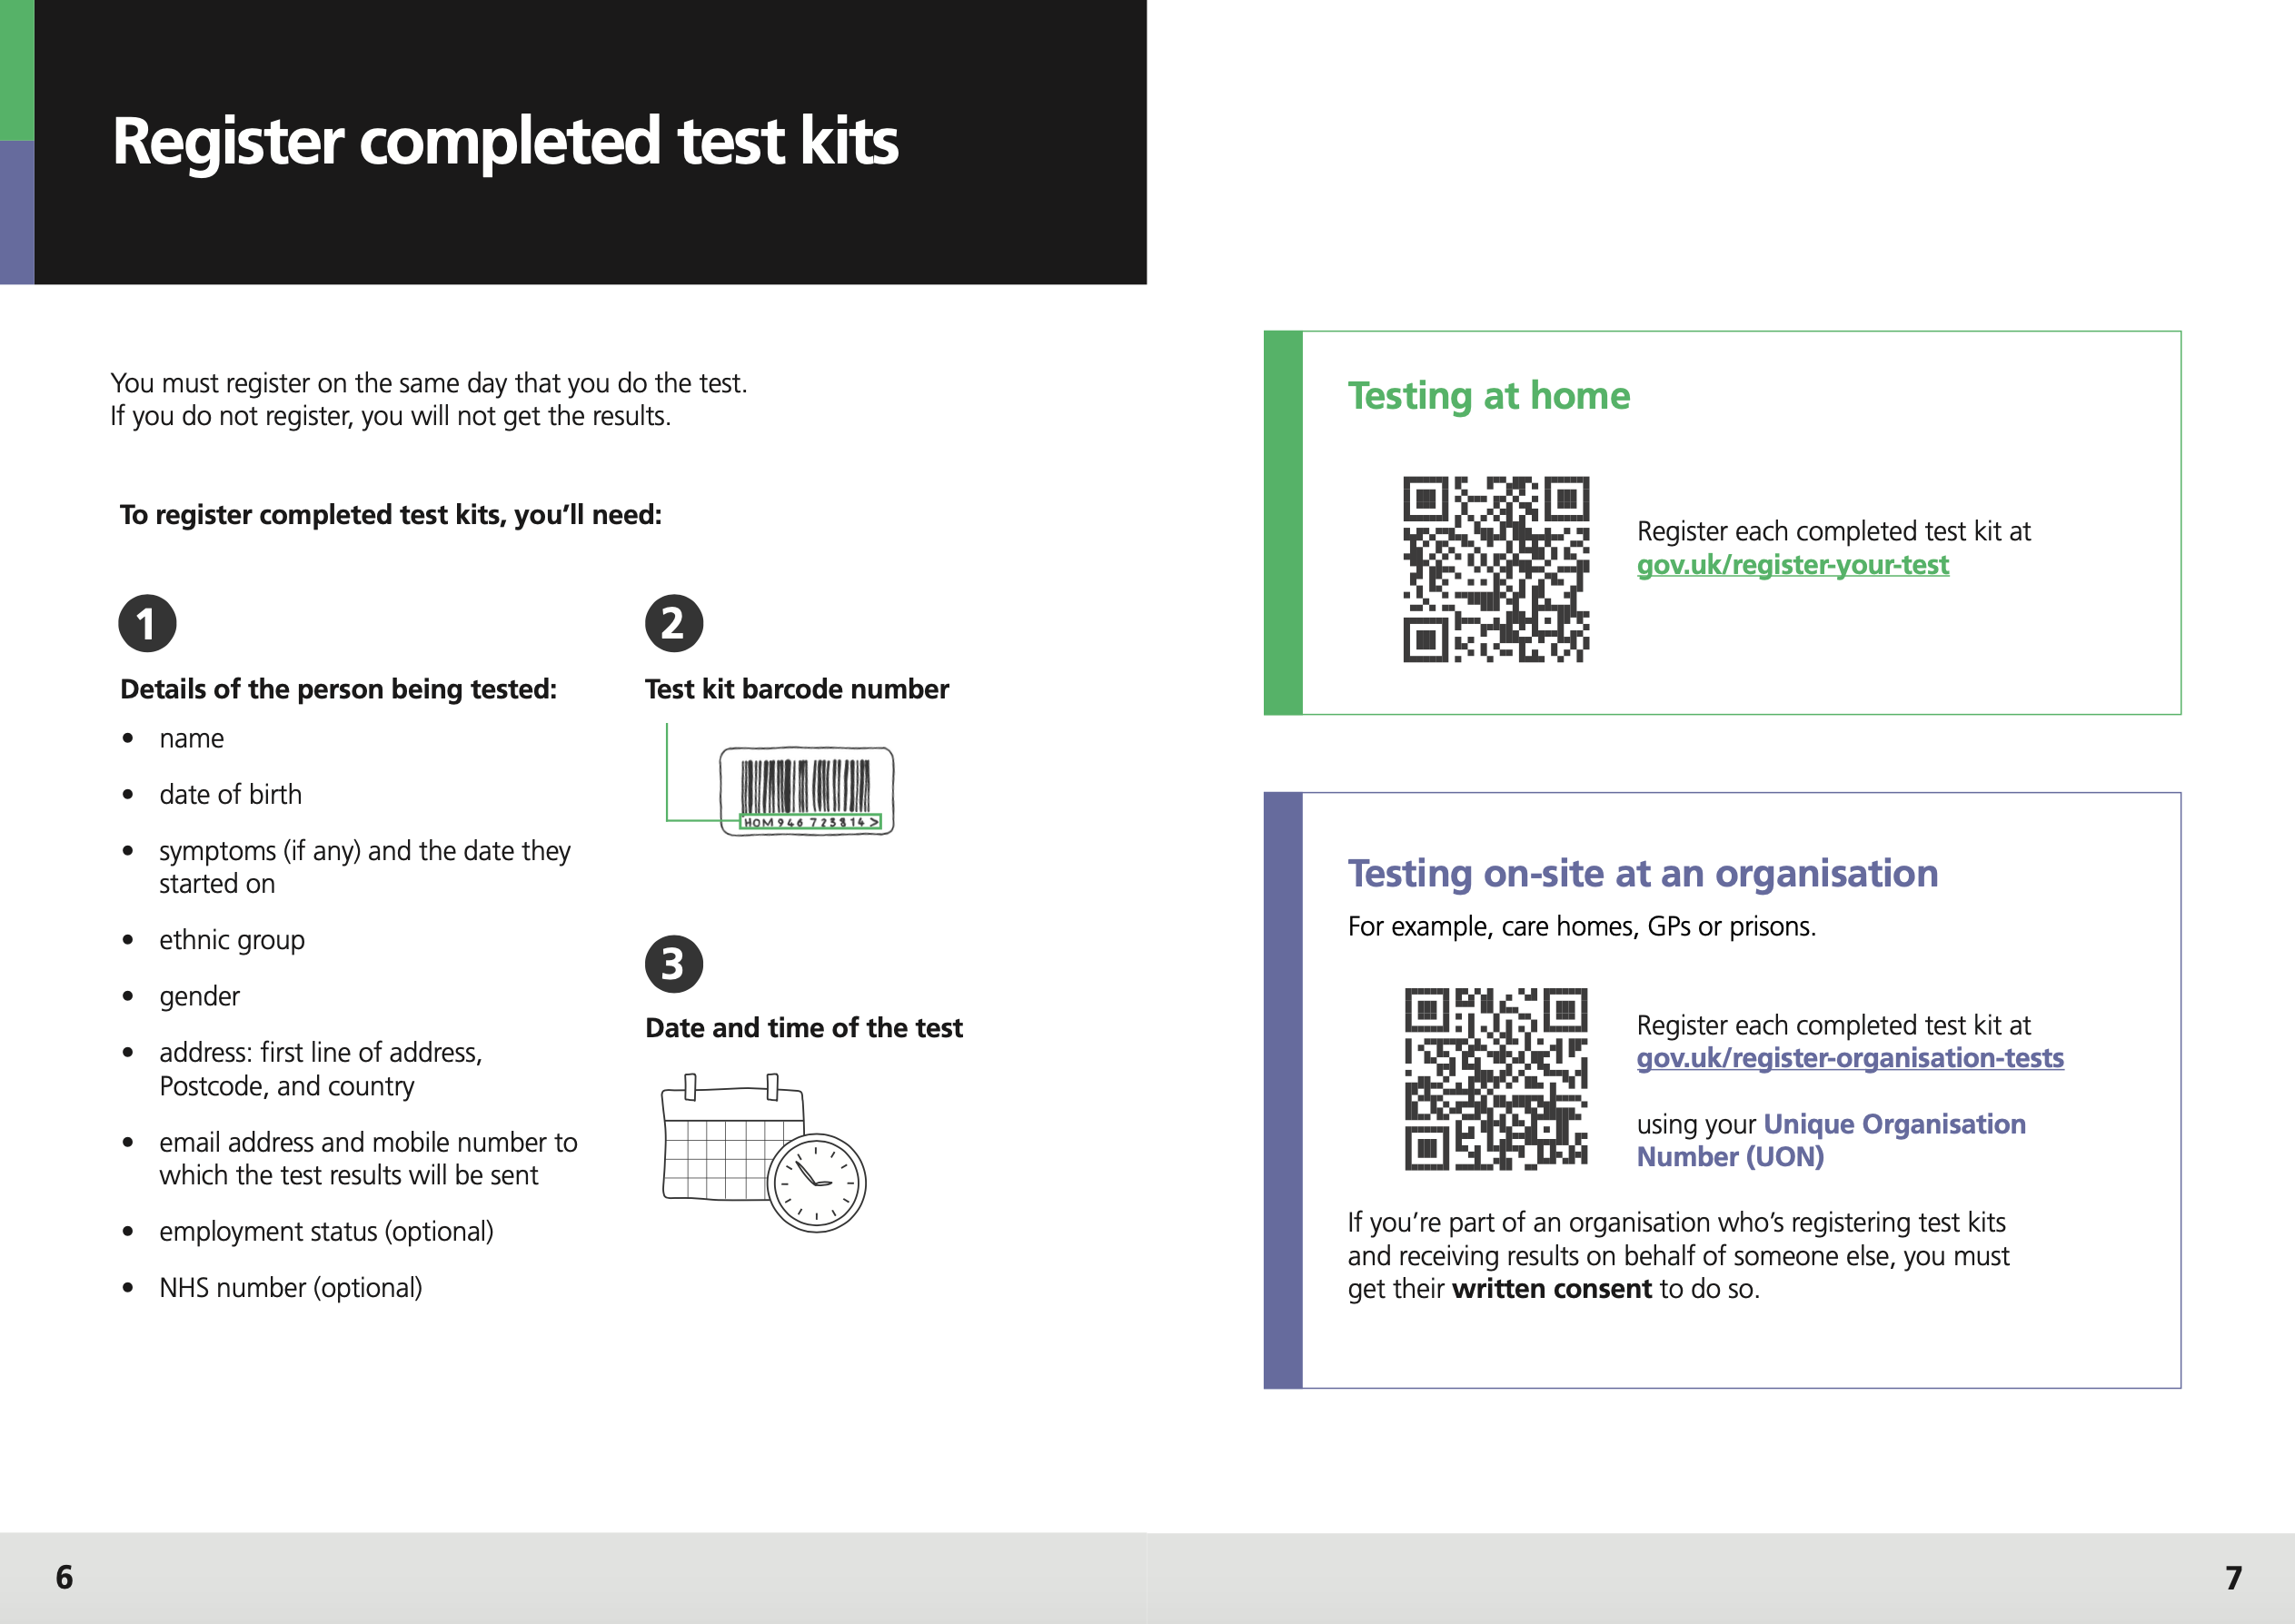 Register completed test kits
You must register on the same day that you do the test.
If you do not register, you will not get the results.
To register completed test kits, you’ll need:
1
Details of the person being tested:
• name
• date of birth
• symptoms (if any) and the date they
started on
• ethnic group
• gender
• address: first line of address,
Postcode, and country
• email address and mobile number to
which the test results will be sent
• employment status (optional)
• NHS number (optional)
2
Test kit barcode number
HOM 946 723814 >
3
Date and time of the test
6
Testing at home
Register each completed test kit at
gov.uk/register-your-test
Testing on-site at an organisation
For example, care homes, GPs or prisons.
Register each completed test kit at
gov.uk/register-organisation-tests
using your Unique Organisation
Number (UON)
If you’re part of an organisation who’s registering test kits
and receiving results on behalf of someone else, you must
get their written consent to do so.
7